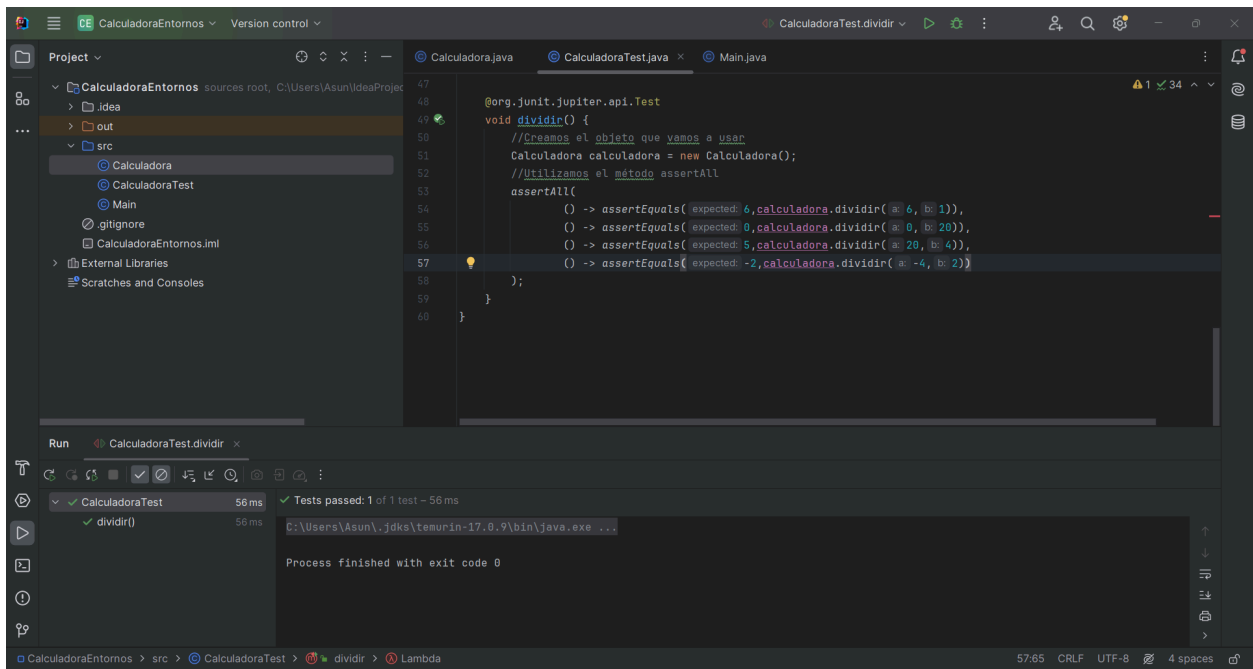 CE CalculadoraEntornos Version control CalculadoraTest.dividir
Project
Calculadora.java CalculadoraTest.java Main.java
CalculadoraEntornos sources root, C:\Users\Asun\IdeaProjec
.idea
out
src
Calculadora
CalculadoraTest
Main
.gitignore
CalculadoraEntornos.iml
External Libraries
Scratches and Consoles
1 34
47
48 @org.junit.jupiter.api.Test
49 void dividir() {
50 //Creamos el objeto que vamos a usar
51 Calculadora calculadora = new Calculadora();
52 //Utilizamos el método assertAll
53 assertAll(
54 () -> assertEquals( expected: 6,calculadora.dividir( a: 6, b: 1)),
55 () -> assertEquals( expected: 0,calculadora.dividir( a: 0, b: 20)),
56 () -> assertEquals( expected: 5,calculadora.dividir( a: 20, b: 4)),
57 () -> assertEquals( expected: -2,calculadora.dividir( a: -4, b: 2))
58 );
59 }
60 }
Run CalculadoraTest.dividir
CalculadoraTest 56 ms
dividir() 56 ms
Tests passed: 1 of 1 test – 56 ms
C:\Users\Asun\.jdks\temurin-17.0.9\bin\java.exe ...
Process finished with exit code 0
CalculadoraEntornos > src > CalculadoraTest > dividir > Lambda
57:65 CRLF UTF-8 4 spaces